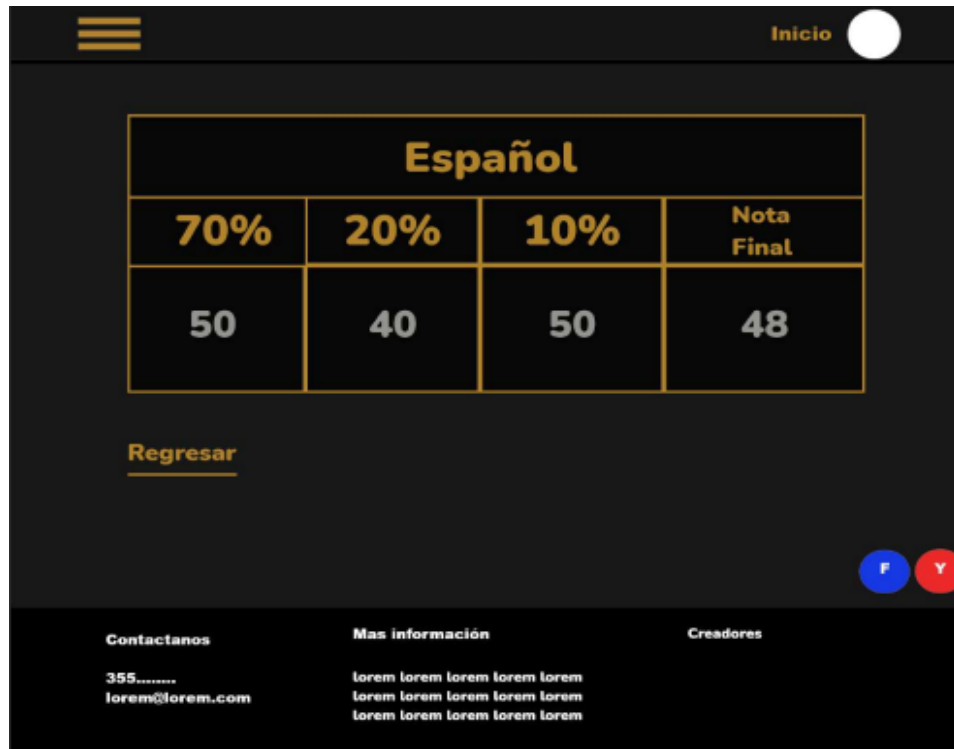 Inicio
Español
70% 20% 10% Nota Final
50 40 50 48
Regresar
F Y
Contactanos
355........
lorem@lorem.com
Mas información
lorem lorem lorem lorem lorem
lorem lorem lorem lorem lorem
lorem lorem lorem lorem lorem
Creadores